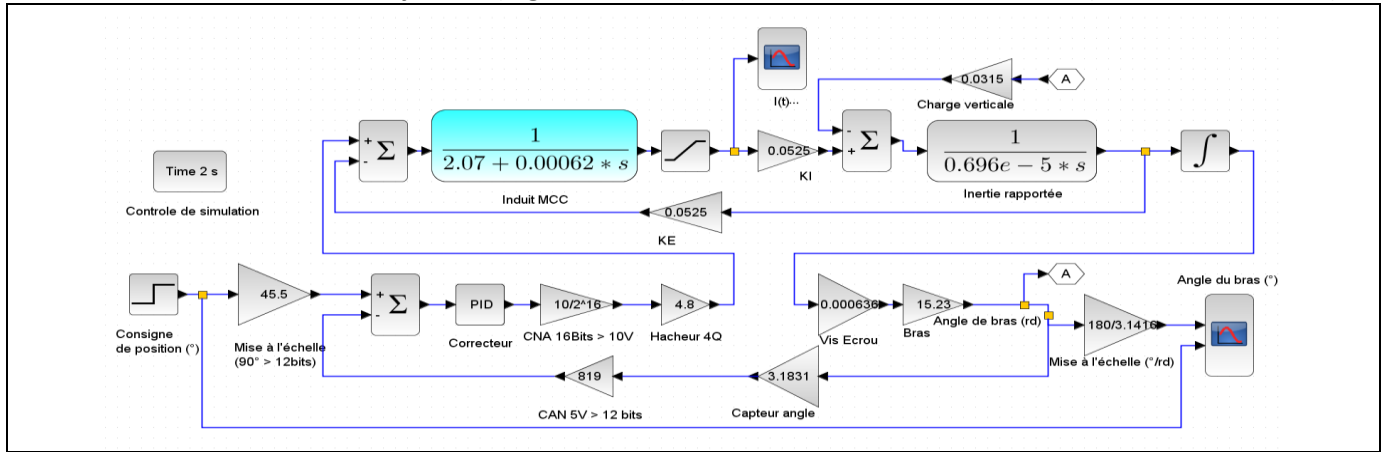 I(t)...
0.0315
A
Charge verticale
+
-
Σ
1
2.07 + 0.00062 * s
Induit MCC
0.0525
KI
-
+
Σ
1
0.696e − 5 * s
Inertie rapportée
∫
Time 2 s
Controle de simulation
0.0525
KE
Consigne
de position (°)
45.5
Mise à l'échelle
(90° > 12bits)
+
-
Σ
PID
Correcteur
10/2^16
CNA 16Bits > 10V
4.8
Hacheur 4Q
0.000636
Vis Ecrou
15.23
Bras
A
Angle de bras (rd)
180/3.1416
Mise à l'échelle (°/rd)
Angle du bras (°)
819
CAN 5V > 12 bits
3.1831
Capteur angle